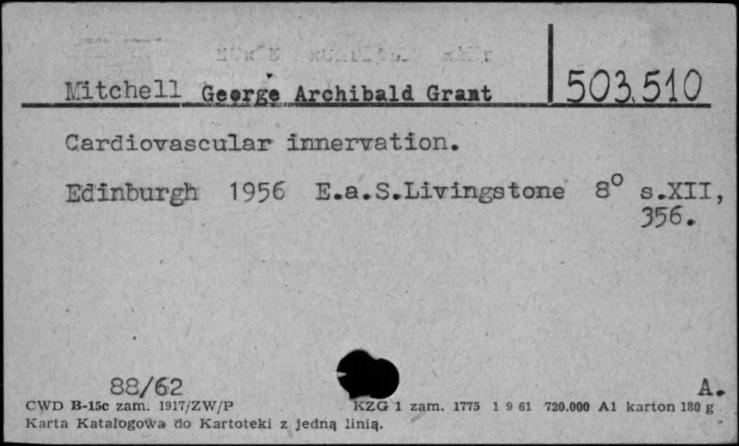 Mitchell George Archibald Grant 503.510
Cardiovascular innervation.
Edinburgh 1956 E.a.S.Livingstone 8° s.XII,
356.
88/62 A.
CWD B-15c zam. 1917/ZW/P KZG 1 zam. 1775 1 9 61 720.000 A1 karton 180 g
Karta Katalogowa do Kartoteki z jedną linią.